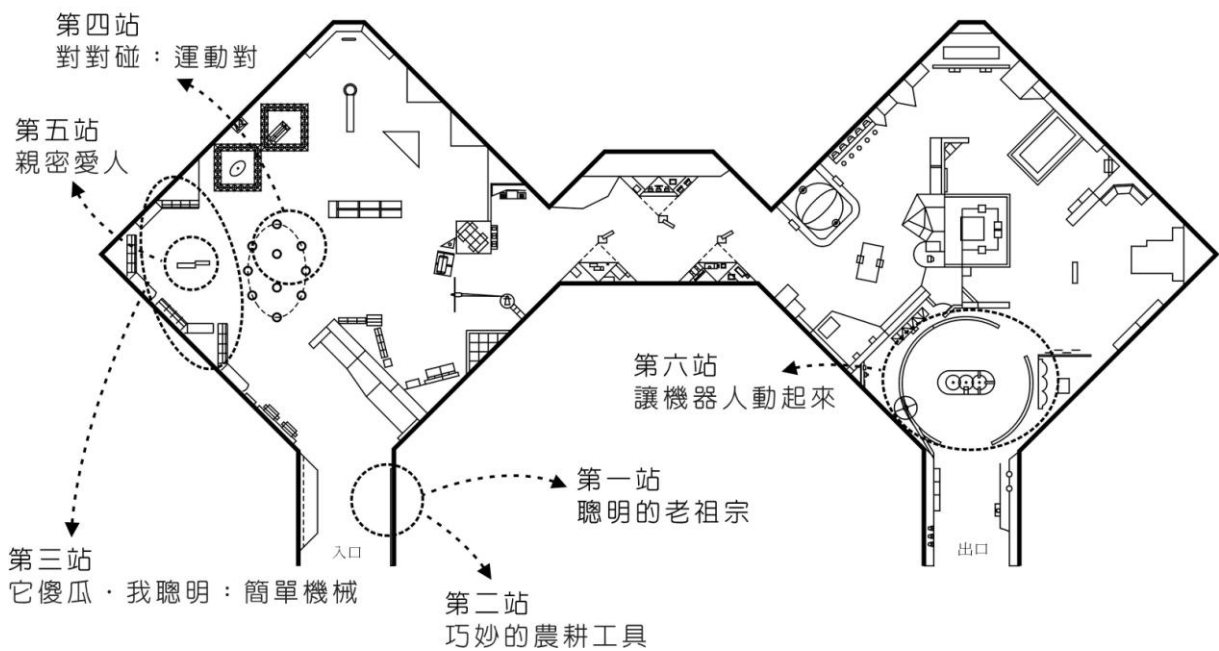 第四站
對對碰：運動對
第五站
親密愛人
第六站
讓機器人動起來
第一站
聰明的老祖宗
入口
出口
第三站
它傻瓜．我聰明：簡單機械
第二站
巧妙的農耕工具